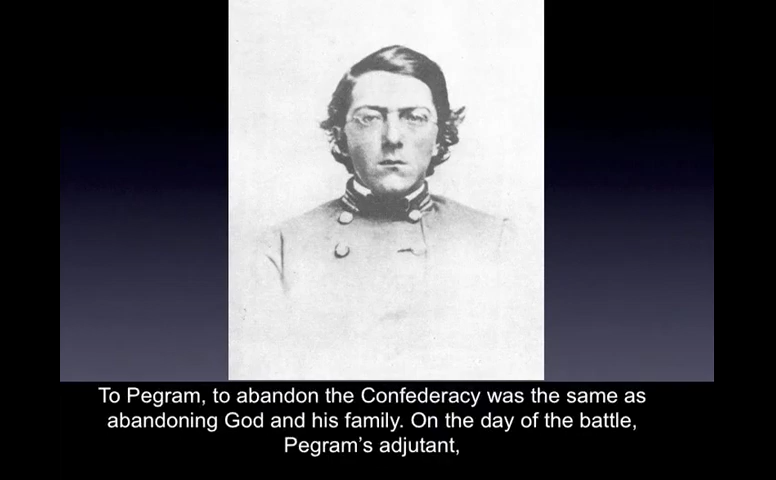 To Pegram, to abandon the Confederacy was the same as
abandoning God and his family. On the day of the battle,
Pegram’s adjutant,